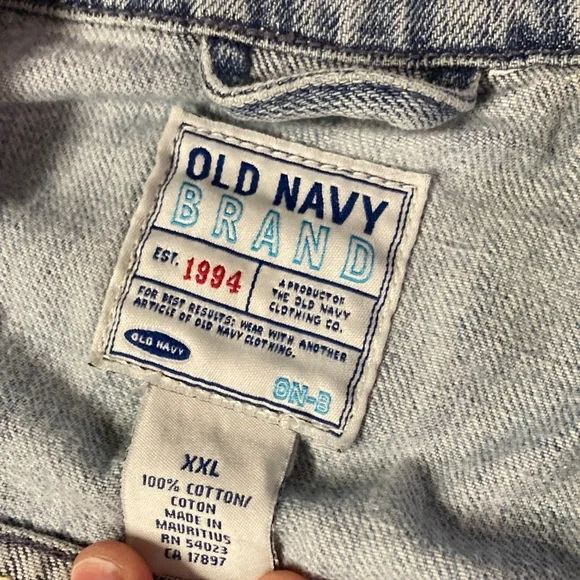 OLD NAVY
BRAND
EST. 1994
A PRODUCT OF
THE OLD NAVY
CLOTHING CO.
FOR BEST RESULTS: WEAR WITH ANOTHER
ARTICLE OF OLD NAVY CLOTHING.
OLD NAVY
ON-B
XXL
100% COTTON/
COTON
MADE IN
MAURITIUS
RN 54023
CA 17897